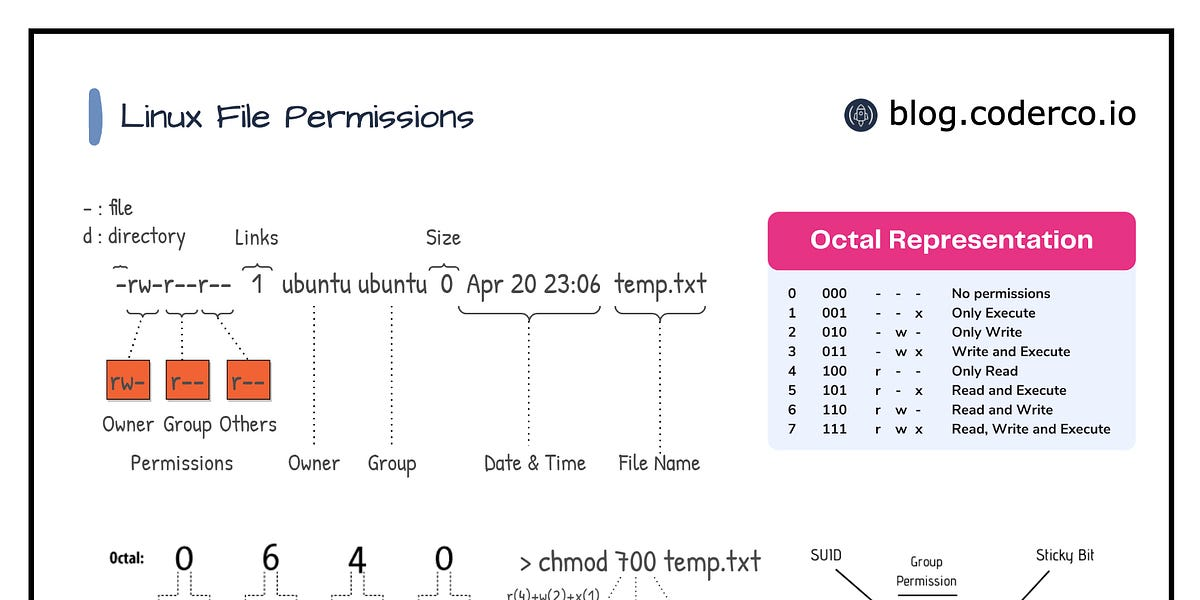 Linux File Permissions
blog.coderco.io
- : file
d : directory
Links
Size
-rw-r--r-- 1 ubuntu ubuntu 0 Apr 20 23:06 temp.txt
rw- r-- r--
Owner Group Others
Permissions
Owner
Group
Date & Time
File Name
Octal Representation
0 000 - - - No permissions
1 001 - - x Only Execute
2 010 - w - Only Write
3 011 - w x Write and Execute
4 100 r - - Only Read
5 101 r - x Read and Execute
6 110 r w - Read and Write
7 111 r w x Read, Write and Execute
Octal: 0 6 4 0
> chmod 700 temp.txt
r(4)+w(2)+x(1)
SUID
Group
Permission
Sticky Bit